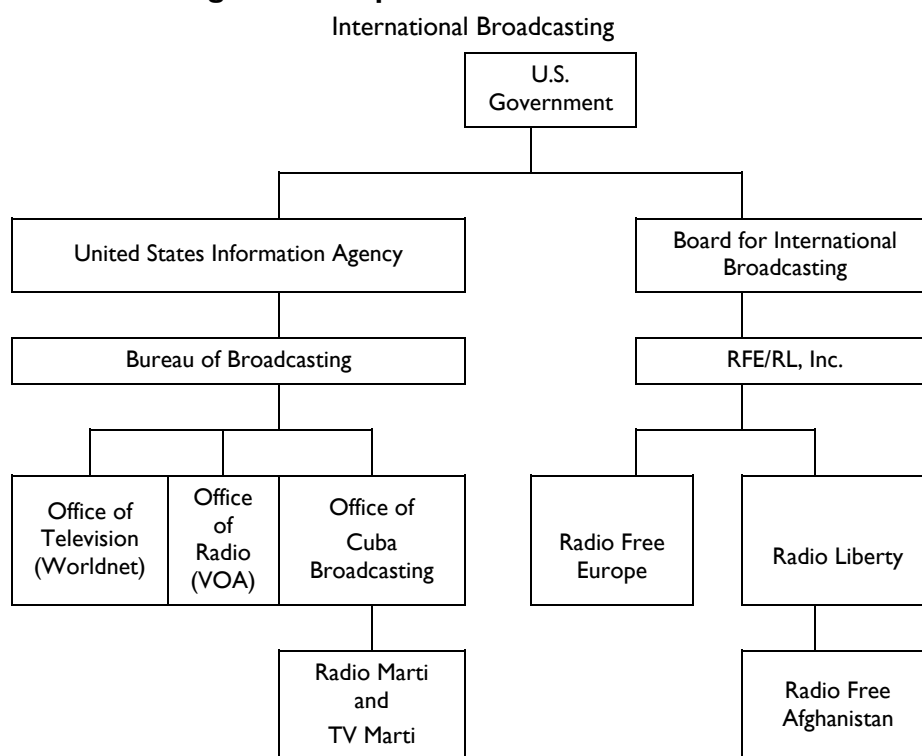 International Broadcasting
U.S.
Government
United States Information Agency
Board for International
Broadcasting
Bureau of Broadcasting
RFE/RL, Inc.
Office of
Television
(Worldnet)
Office
of
Radio
(VOA)
Office of
Cuba
Broadcasting
Radio Free
Europe
Radio Liberty
Radio Marti
and
TV Marti
Radio Free
Afghanistan